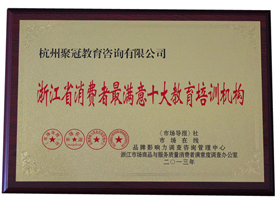 杭州聚冠教育咨询有限公司
浙江省消费者最满意十大教育培训机构
《市场导报》社
市场在线
品牌影响力调查咨询管理中心
浙江市场商品与服务质量消费者满意度调查办公室
二〇一三年